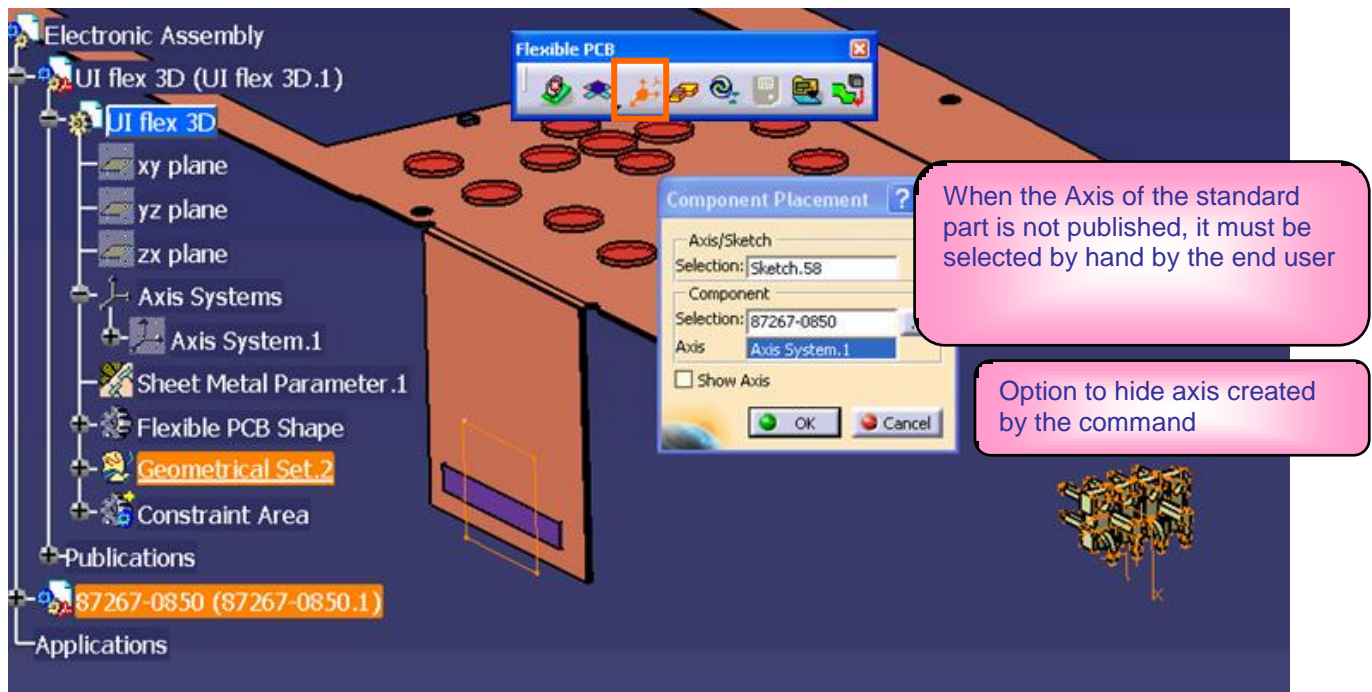 Electronic Assembly
UI flex 3D (UI flex 3D.1)
UI flex 3D
xy plane
yz plane
zx plane
Axis Systems
Axis System.1
Sheet Metal Parameter.1
Flexible PCB Shape
Geometrical Set.2
Constraint Area
Publications
87267-0850 (87267-0850.1)
Applications
Flexible PCB
Component Placement ?
Axis/Sketch
Selection: Sketch.58
Component
Selection: 87267-0850
Axis Axis System.1
Show Axis
OK Cancel
When the Axis of the standard
part is not published, it must be
selected by hand by the end user
Option to hide axis created
by the command
x